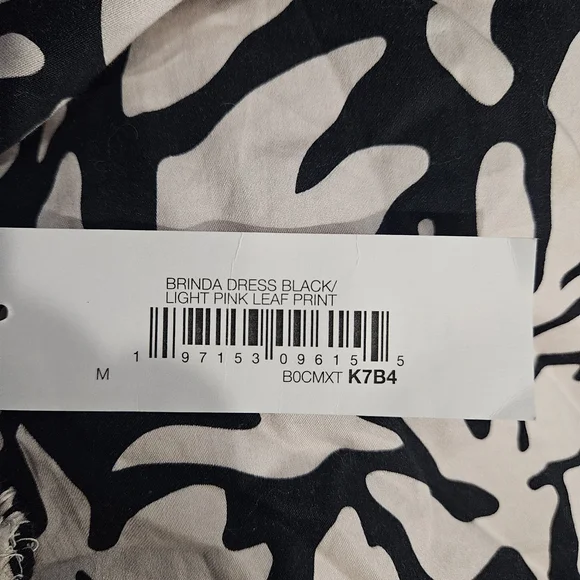 BRINDA DRESS BLACK/
LIGHT PINK LEAF PRINT
1 97153 09615 5
M B0CMXT K7B4